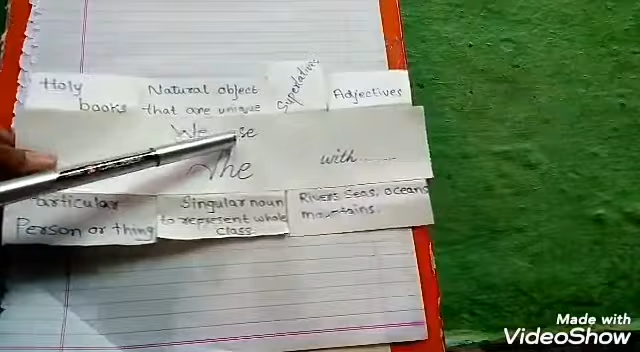 Holy
books
Natural object
that are unique
Superlatives
Adjectives
We use
The
with.......
Particular
Person or thing
Singular noun
to represent whole
class.
Rivers seas, oceans
mountains.
Made with
VideoShow